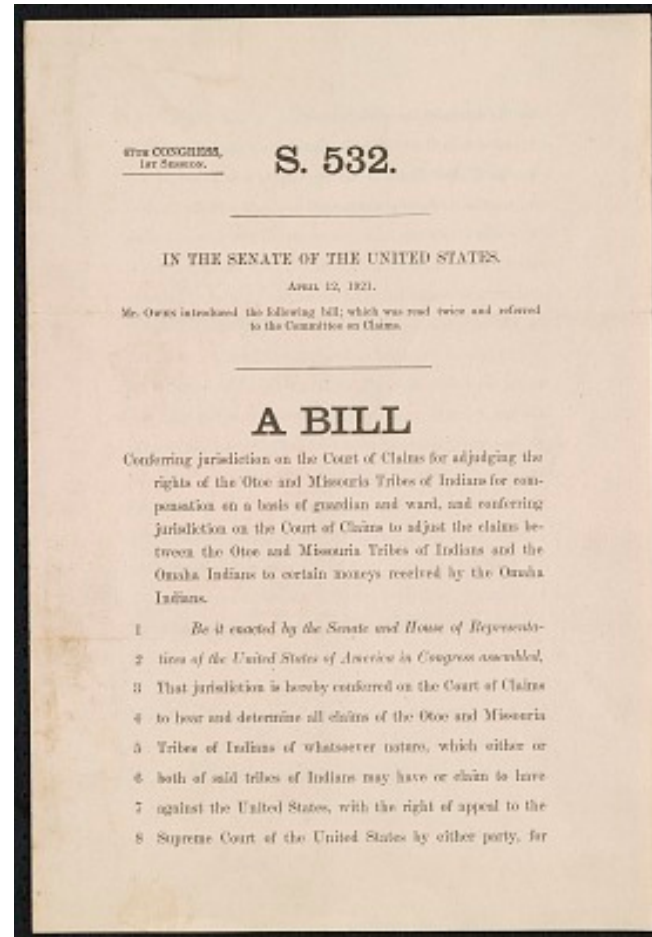 67TH CONGRESS,
1ST SESSION.
S. 532.
IN THE SENATE OF THE UNITED STATES.
APRIL 12, 1921.
Mr. OWEN introduced the following bill; which was read twice and referred
to the Committee on Claims.
A BILL
Conferring jurisdiction on the Court of Claims for adjudging the
rights of the Otoe and Missouria Tribes of Indians for com-
pensation on a basis of guardian and ward, and conferring
jurisdiction on the Court of Claims to adjust the claims be-
tween the Otoe and Missouria Tribes of Indians and the
Omaha Indians to certain moneys received by the Omaha
Indians.
1 Be it enacted by the Senate and House of Representa-
2 tives of the United States of America in Congress assembled,
3 That jurisdiction is hereby conferred on the Court of Claims
4 to hear and determine all claims of the Otoe and Missouria
5 Tribes of Indians of whatsoever nature, which either or
6 both of said tribes of Indians may have or claim to have
7 against the United States, with the right of appeal to the
8 Supreme Court of the United States by either party, for